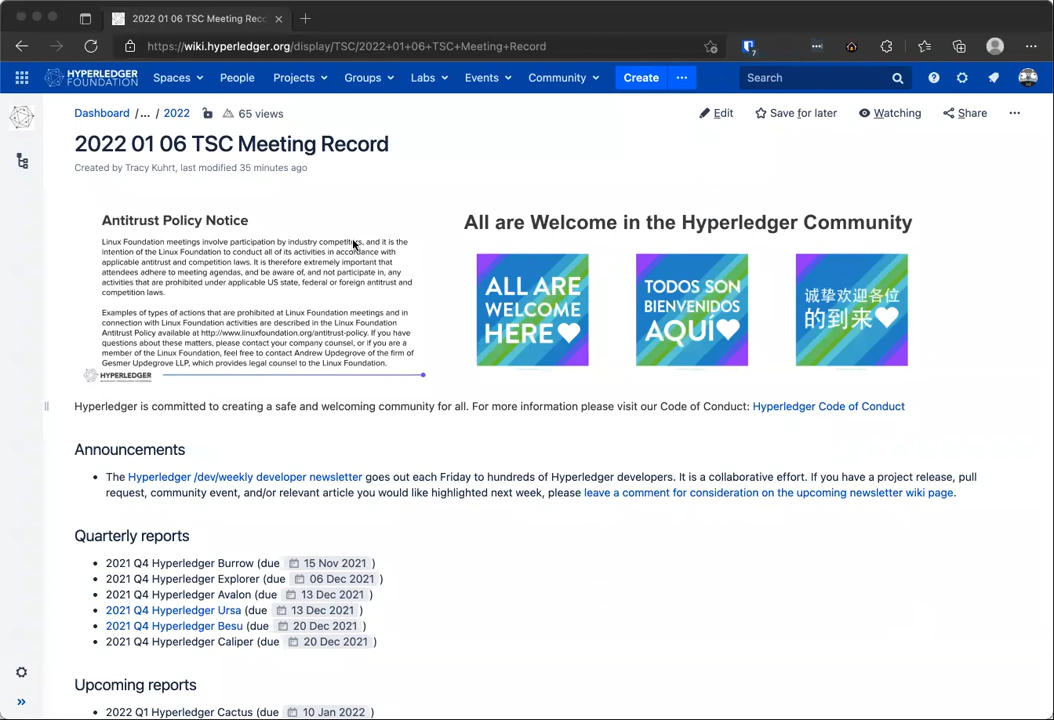 2022 01 06 TSC Meeting Rec
https://wiki.hyperledger.org/display/TSC/2022+01+06+TSC+Meeting+Record
7
HYPERLEDGER
FOUNDATION
Spaces
People
Projects
Groups
Labs
Events
Community
Create
Search
Dashboard / ... / 2022
65 views
Edit
Save for later
Watching
Share
2022 01 06 TSC Meeting Record
Created by Tracy Kuhrt, last modified 35 minutes ago
Antitrust Policy Notice
Linux Foundation meetings involve participation by industry competitors, and it is the
intention of the Linux Foundation to conduct all of its activities in accordance with
applicable antitrust and competition laws. It is therefore extremely important that
attendees adhere to meeting agendas, and be aware of, and not participate in, any
activities that are prohibited under applicable US state, federal or foreign antitrust and
competition laws.
Examples of types of actions that are prohibited at Linux Foundation meetings and in
connection with Linux Foundation activities are described in the Linux Foundation
Antitrust Policy available at http://www.linuxfoundation.org/antitrust-policy. If you have
questions about these matters, please contact your company counsel, or if you are a
member of the Linux Foundation, feel free to contact Andrew Updegrove of the firm of
Gesmer Updegrove LLP, which provides legal counsel to the Linux Foundation.
HYPERLEDGER
All are Welcome in the Hyperledger Community
ALL ARE
WELCOME
HERE
TODOS SON
BIENVENIDOS
AQUÍ
诚挚欢迎各位
的到来
Hyperledger is committed to creating a safe and welcoming community for all. For more information please visit our Code of Conduct: Hyperledger Code of Conduct
Announcements
• The Hyperledger /dev/weekly developer newsletter goes out each Friday to hundreds of Hyperledger developers. It is a collaborative effort. If you have a project release, pull
request, community event, and/or relevant article you would like highlighted next week, please leave a comment for consideration on the upcoming newsletter wiki page.
Quarterly reports
• 2021 Q4 Hyperledger Burrow (due 15 Nov 2021 )
• 2021 Q4 Hyperledger Explorer (due 06 Dec 2021 )
• 2021 Q4 Hyperledger Avalon (due 13 Dec 2021 )
• 2021 Q4 Hyperledger Ursa (due 13 Dec 2021 )
• 2021 Q4 Hyperledger Besu (due 20 Dec 2021 )
• 2021 Q4 Hyperledger Caliper (due 20 Dec 2021 )
Upcoming reports
• 2022 Q1 Hyperledger Cactus (due 10 Jan 2022 )